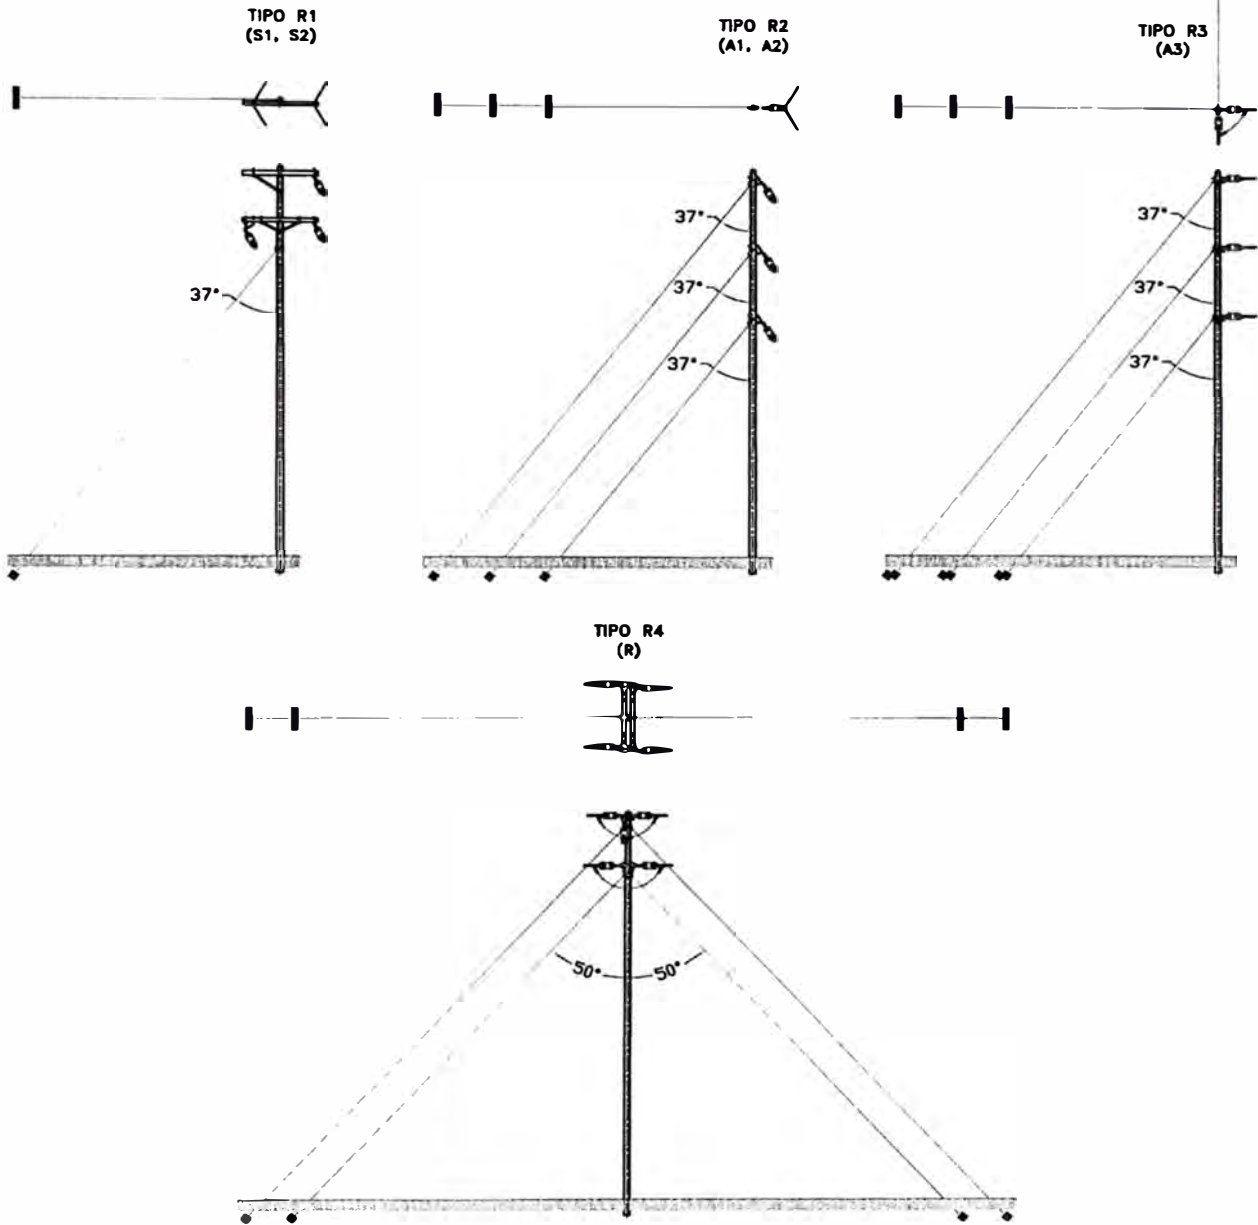 TIPO R1
(S1, S2)
TIPO R2
(A1, A2)
TIPO R3
(A3)
37°
37°
37°
37°
37°
37°
37°
TIPO R4
(R)
50°
50°